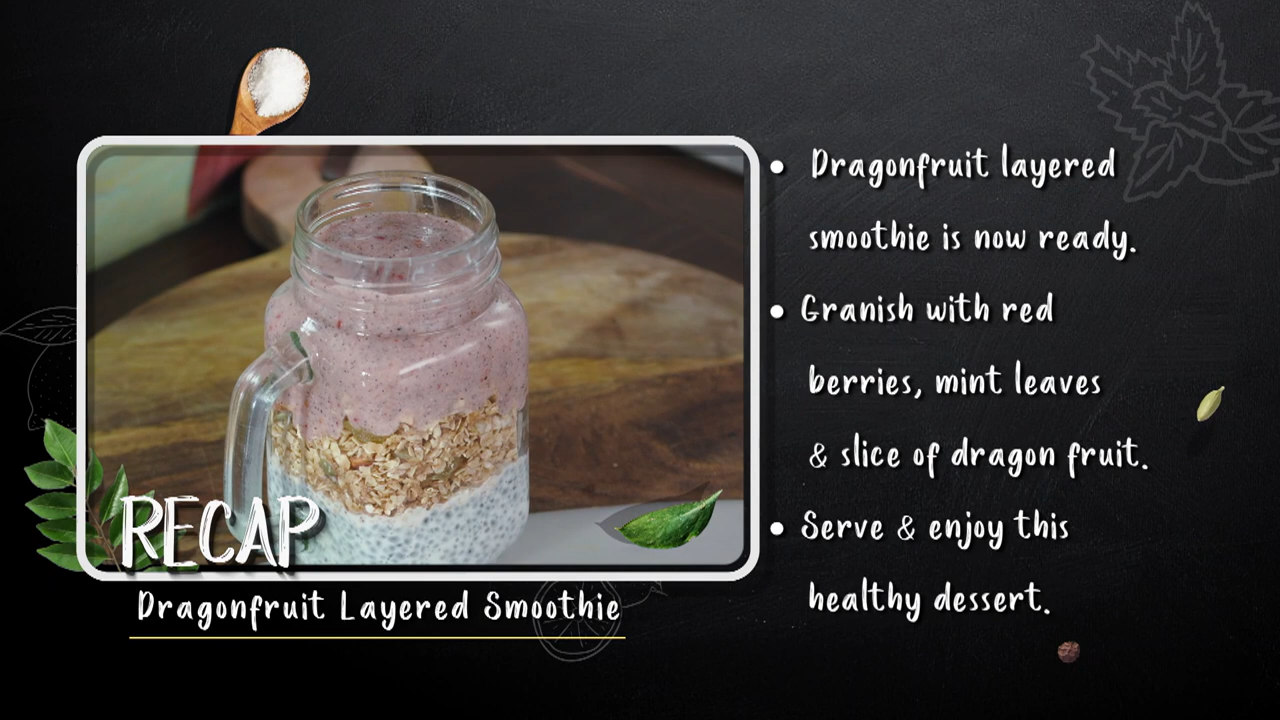 • Dragonfruit layered
smoothie is now ready.
• Granish with red
berries, mint leaves
& slice of dragon fruit.
• Serve & enjoy this
healthy dessert.
RECAP
Dragonfruit Layered Smoothie